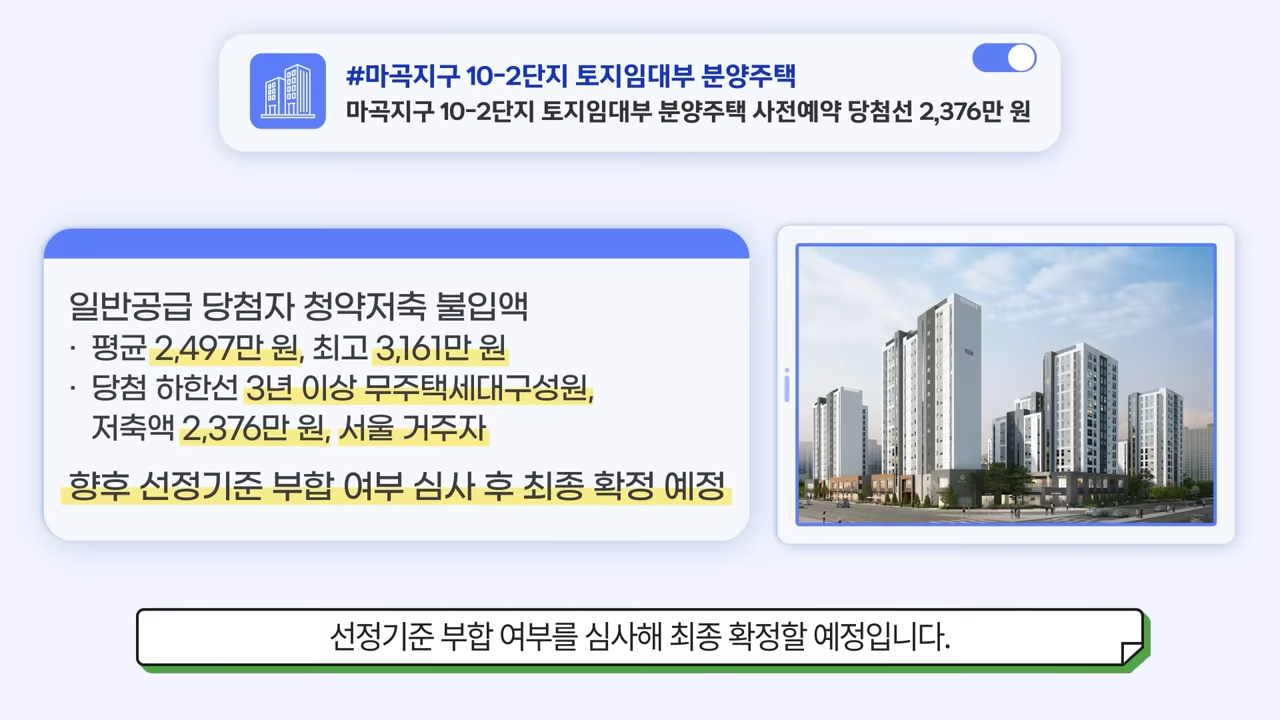 #마곡지구 10-2단지 토지임대부 분양주택
마곡지구 10-2단지 토지임대부 분양주택 사전예약 당첨선 2,376만 원
일반공급 당첨자 청약저축 불입액
· 평균 2,497만 원, 최고 3,161만 원
· 당첨 하한선 3년 이상 무주택세대구성원,
저축액 2,376만 원, 서울 거주자
향후 선정기준 부합 여부 심사 후 최종 확정 예정
선정기준 부합 여부를 심사해 최종 확정할 예정입니다.